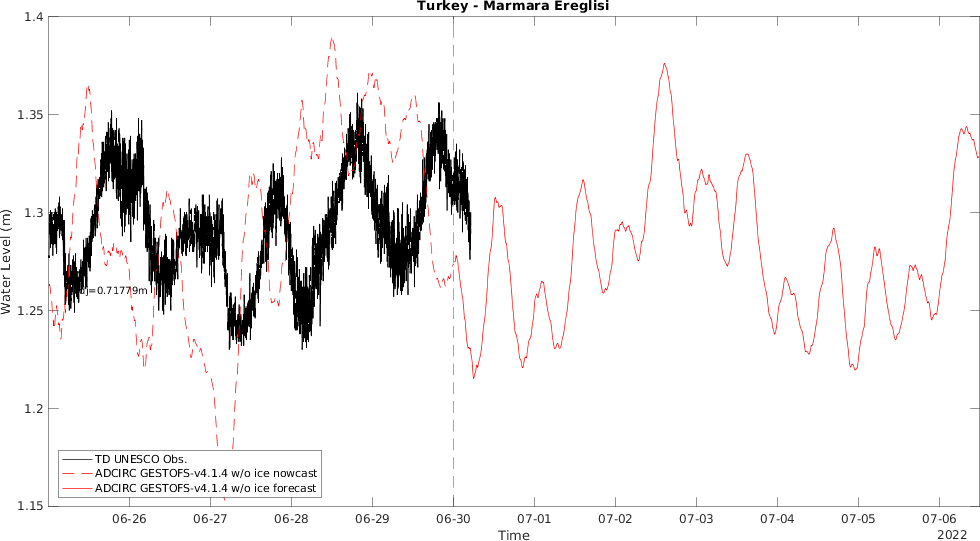 Turkey - Marmara Ereglisi
Water Level (m)
1.4
1.35
1.3
1.25
1.2
1.15
=0.71779m
TD UNESCO Obs.
ADCIRC GESTOFS-v4.1.4 w/o ice nowcast
ADCIRC GESTOFS-v4.1.4 w/o ice forecast
06-26 06-27 06-28 06-29 06-30 07-01 07-02 07-03 07-04 07-05 07-06
Time
2022